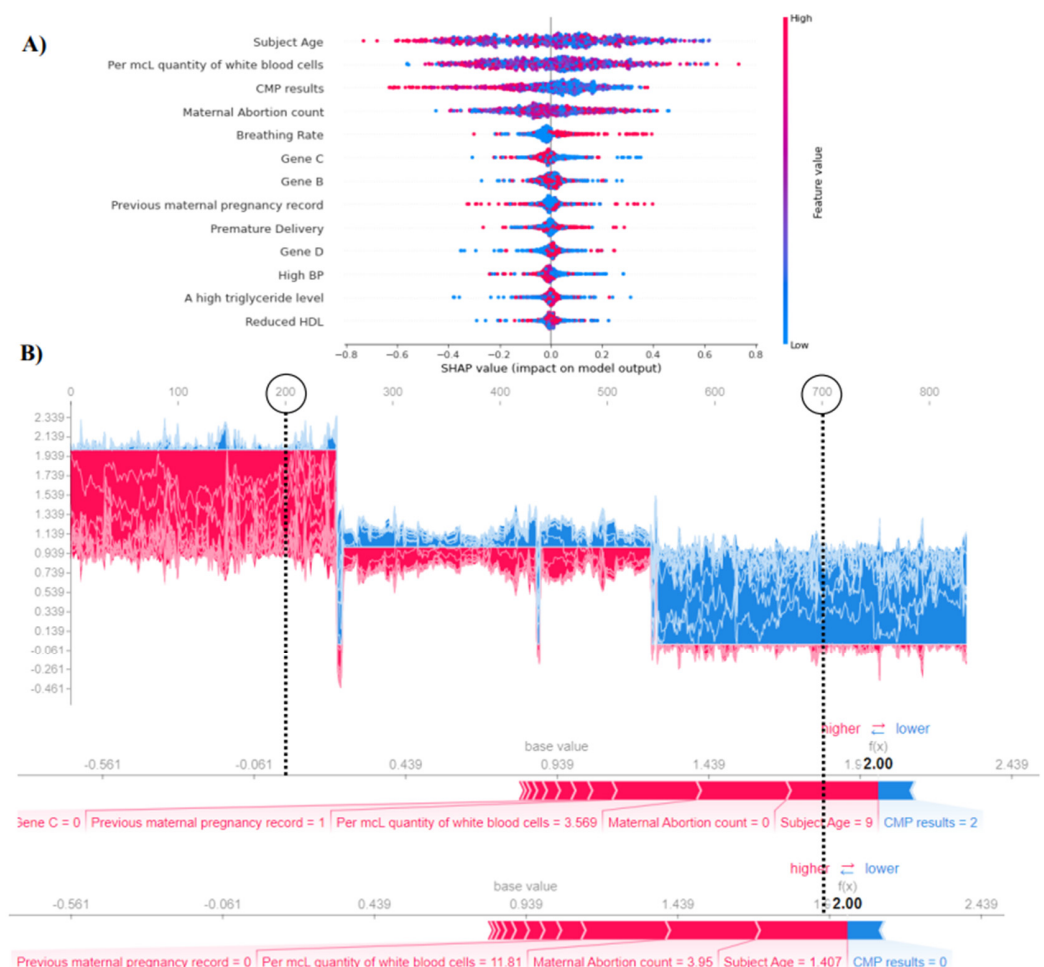 A)
High
Subject Age
Per mcL quantity of white blood cells
CMP results
Maternal Abortion count
Breathing Rate
Gene C
Gene B
Previous maternal pregnancy record
Premature Delivery
Gene D
High BP
A high triglyceride level
Reduced HDL
Feature value
Low
−0.8 −0.6 −0.4 −0.2 0.0 0.2 0.4 0.6 0.8
SHAP value (impact on model output)
B)
0 100 200 300 400 500 600 700 800
2.339
2.139
1.939
1.739
1.539
1.339
1.139
0.939
0.739
0.539
0.339
0.139
-0.061
-0.261
-0.461
higher lower
base value f(x)
-0.561 -0.061 0.439 0.939 1.439 2.00 2.439
Gene C = 0 Previous maternal pregnancy record = 1 Per mcL quantity of white blood cells = 3.569 Maternal Abortion count = 0 Subject Age = 9 CMP results = 2
higher lower
base value f(x)
-0.561 -0.061 0.439 0.939 1.439 2.00 2.439
Previous maternal pregnancy record = 0 Per mcL quantity of white blood cells = 11.81 Maternal Abortion count = 3.95 Subject Age = 1.407 CMP results = 0